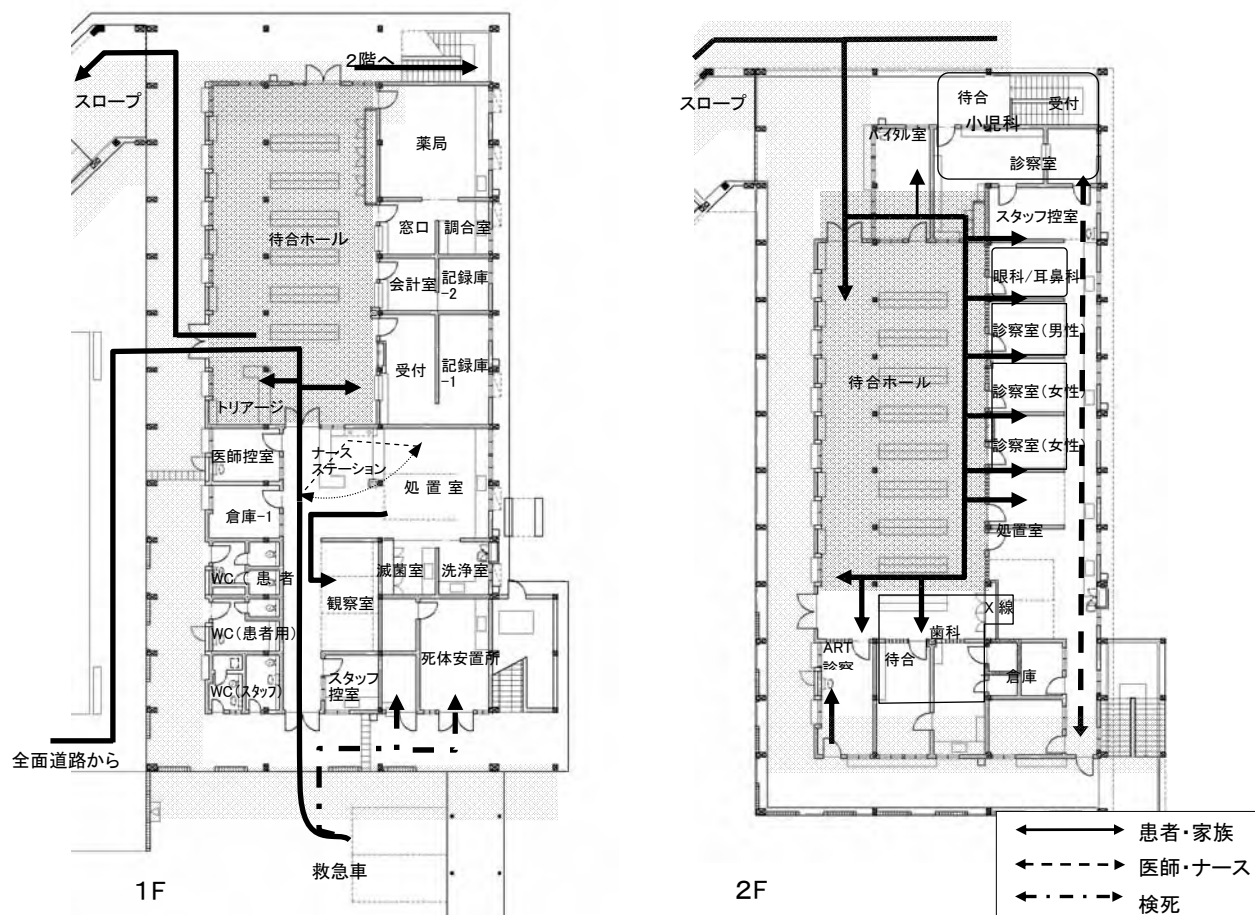 2階へ
スロープ
薬局
待合ホール
窓口
調合室
会計室
記録庫
-2
受付
記録庫
-1
トリアージ
医師控室
ナース
ステーション
処置室
倉庫-1
WC（患者
滅菌室
洗浄室
観察室
WC(患者用)
死体安置所
スタッフ
控室
WC(スタッフ)
全面道路から
救急車
1F
スロープ
待合
受付
小児科
バイタル室
診察室
スタッフ控室
眼科/耳鼻科
診察室(男性)
待合ホール
診察室(女性)
診察室(女性)
処置室
X線
歯科
ART
診察
待合
倉庫
2F
患者・家族
医師・ナース
検死